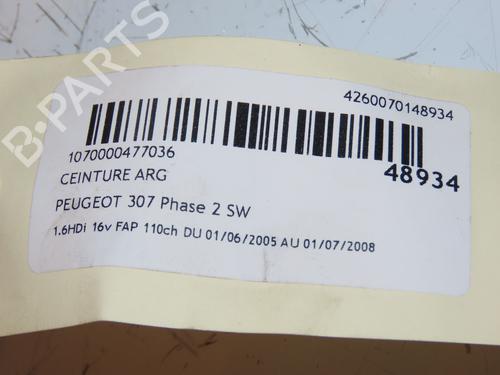 4260070148934
1070000477036
48934
CEINTURE ARG
PEUGEOT 307 Phase 2 SW
1.6HDi 16v FAP 110ch DU 01/06/2005 AU 01/07/2008
B-PARTS